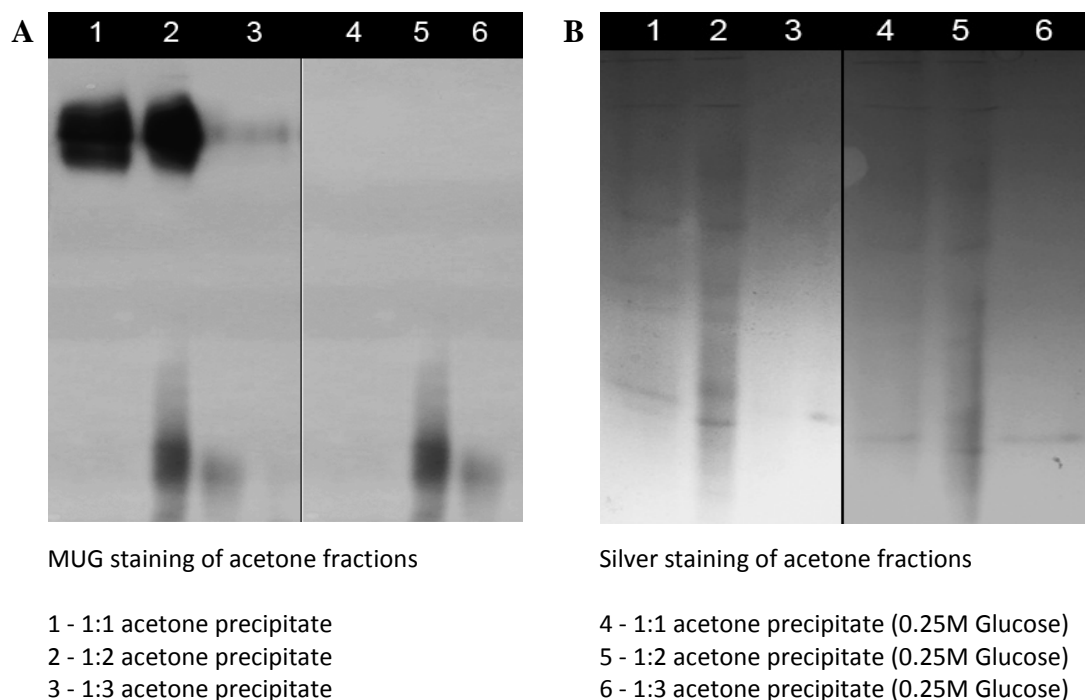 A 1 2 3 4 5 6
B 1 2 3 4 5 6
MUG staining of acetone fractions
1 - 1:1 acetone precipitate
2 - 1:2 acetone precipitate
3 - 1:3 acetone precipitate
Silver staining of acetone fractions
4 - 1:1 acetone precipitate (0.25M Glucose)
5 - 1:2 acetone precipitate (0.25M Glucose)
6 - 1:3 acetone precipitate (0.25M Glucose)